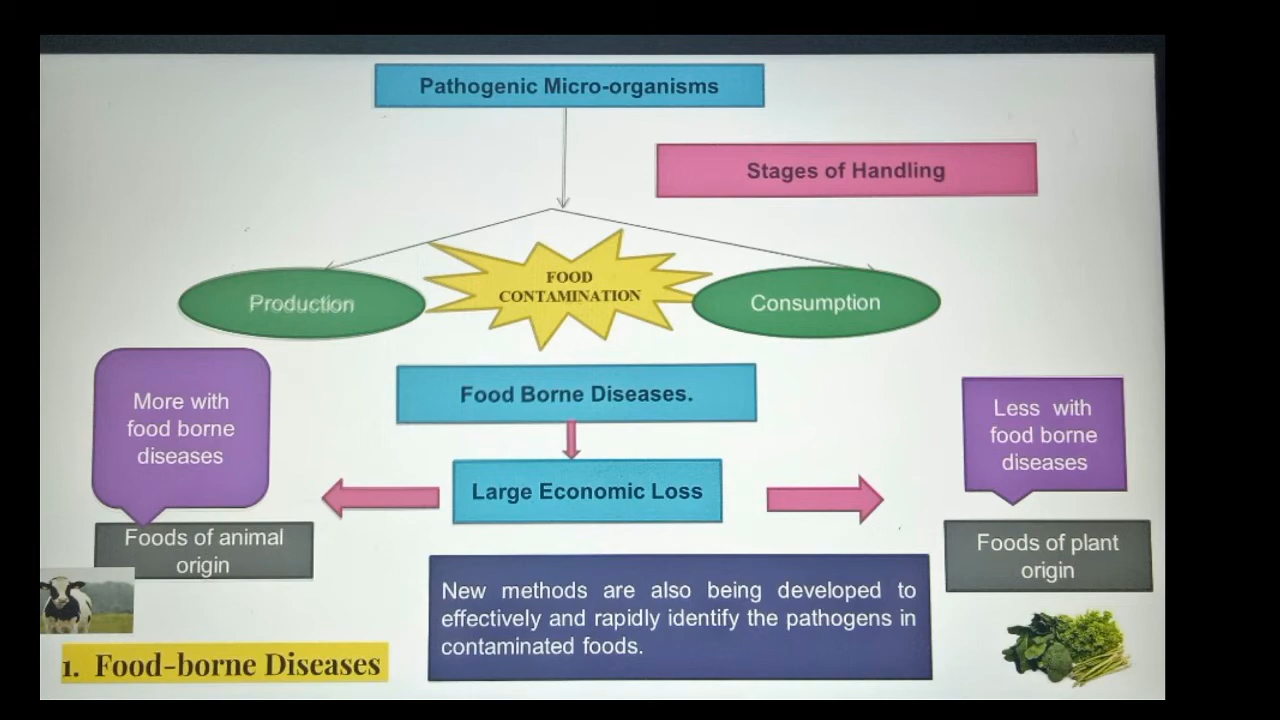 Pathogenic Micro-organisms
Stages of Handling
FOOD
CONTAMINATION
Production
Consumption
More with
food borne
diseases
Food Borne Diseases.
Less with
food borne
diseases
Large Economic Loss
Foods of animal
origin
Foods of plant
origin
New methods are also being developed to
effectively and rapidly identify the pathogens in
contaminated foods.
1. Food-borne Diseases